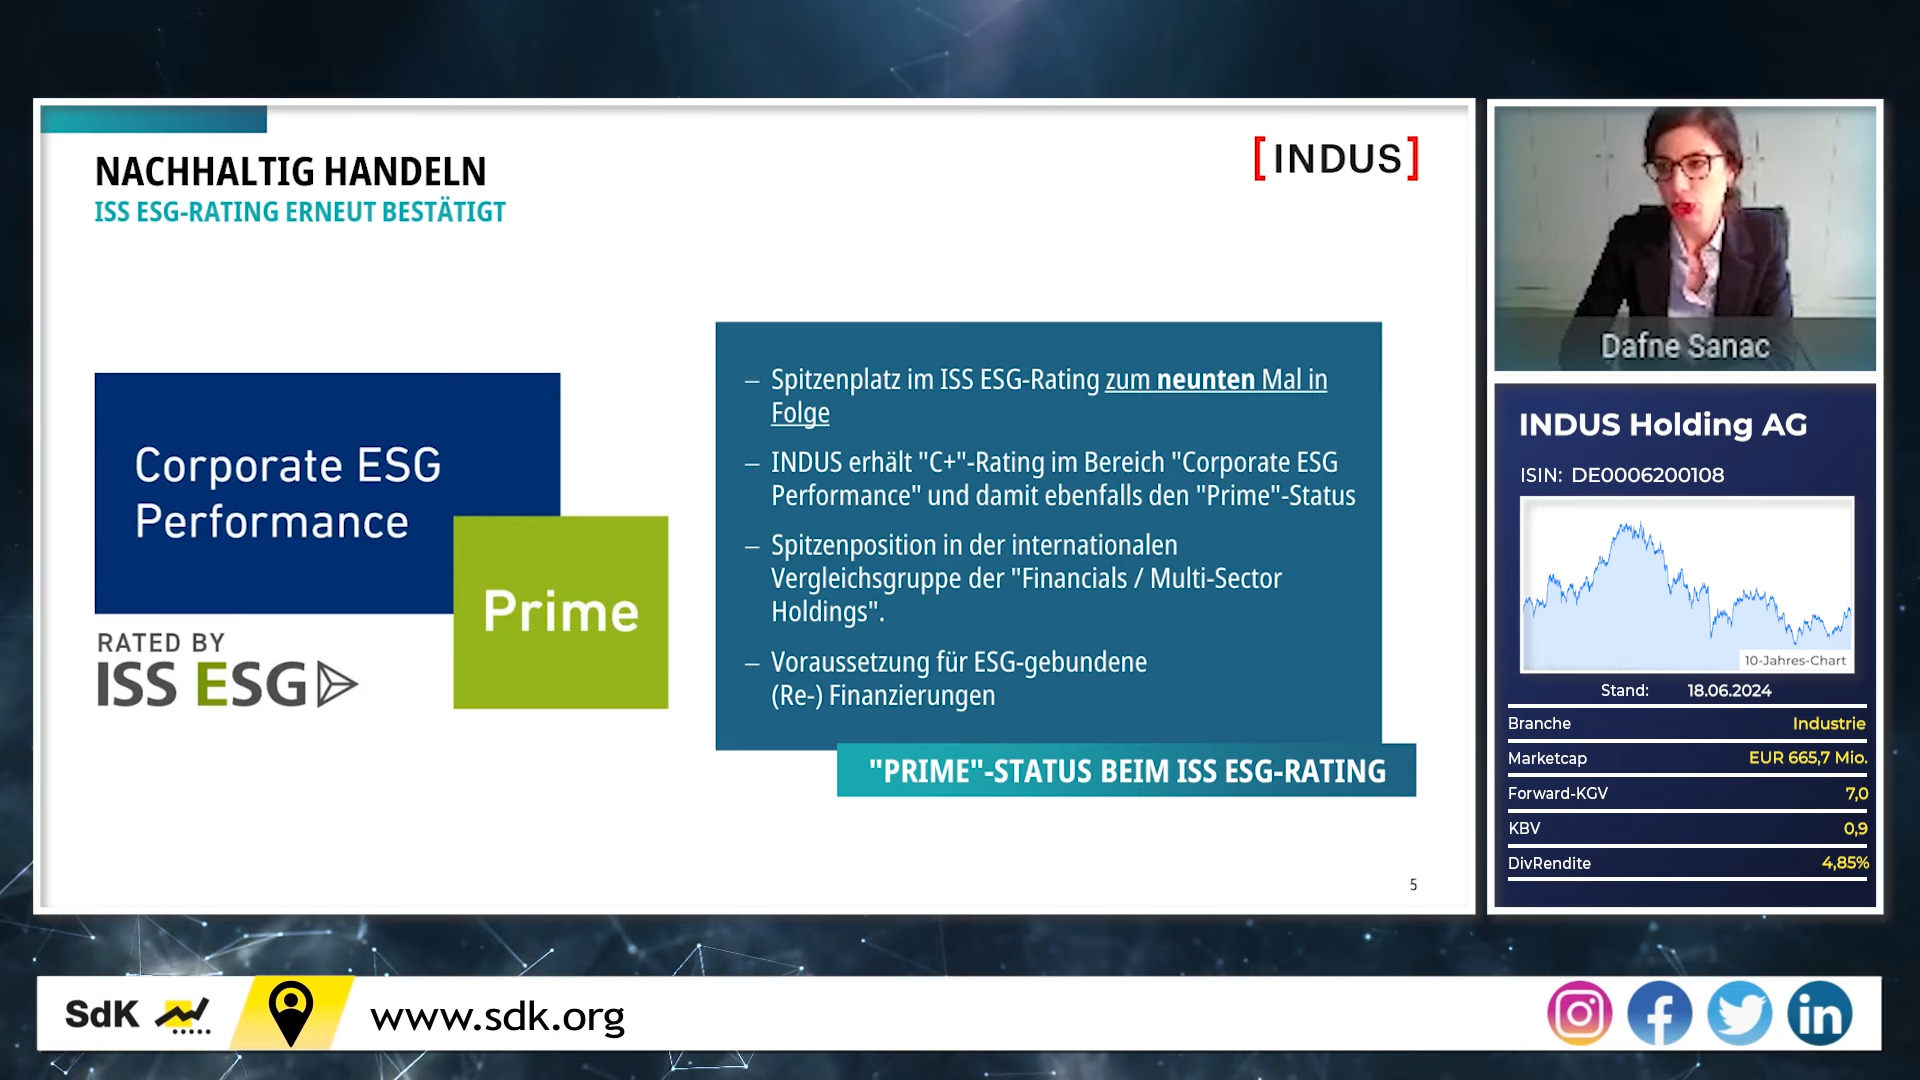 NACHHALTIG HANDELN
ISS ESG-RATING ERNEUT BESTÄTIGT
[INDUS]
Corporate ESG
Performance
Prime
RATED BY
ISS ESG
– Spitzenplatz im ISS ESG-Rating zum neunten Mal in
Folge
– INDUS erhält "C+"-Rating im Bereich "Corporate ESG
Performance" und damit ebenfalls den "Prime"-Status
– Spitzenposition in der internationalen
Vergleichsgruppe der "Financials / Multi-Sector
Holdings".
– Voraussetzung für ESG-gebundene
(Re-) Finanzierungen
"PRIME"-STATUS BEIM ISS ESG-RATING
5
Dafne Sanac
INDUS Holding AG
ISIN: DE0006200108
10-Jahres-Chart
Stand: 18.06.2024
Branche Industrie
Marketcap EUR 665,7 Mio.
Forward-KGV 7,0
KBV 0,9
DivRendite 4,85%
SdK
www.sdk.org